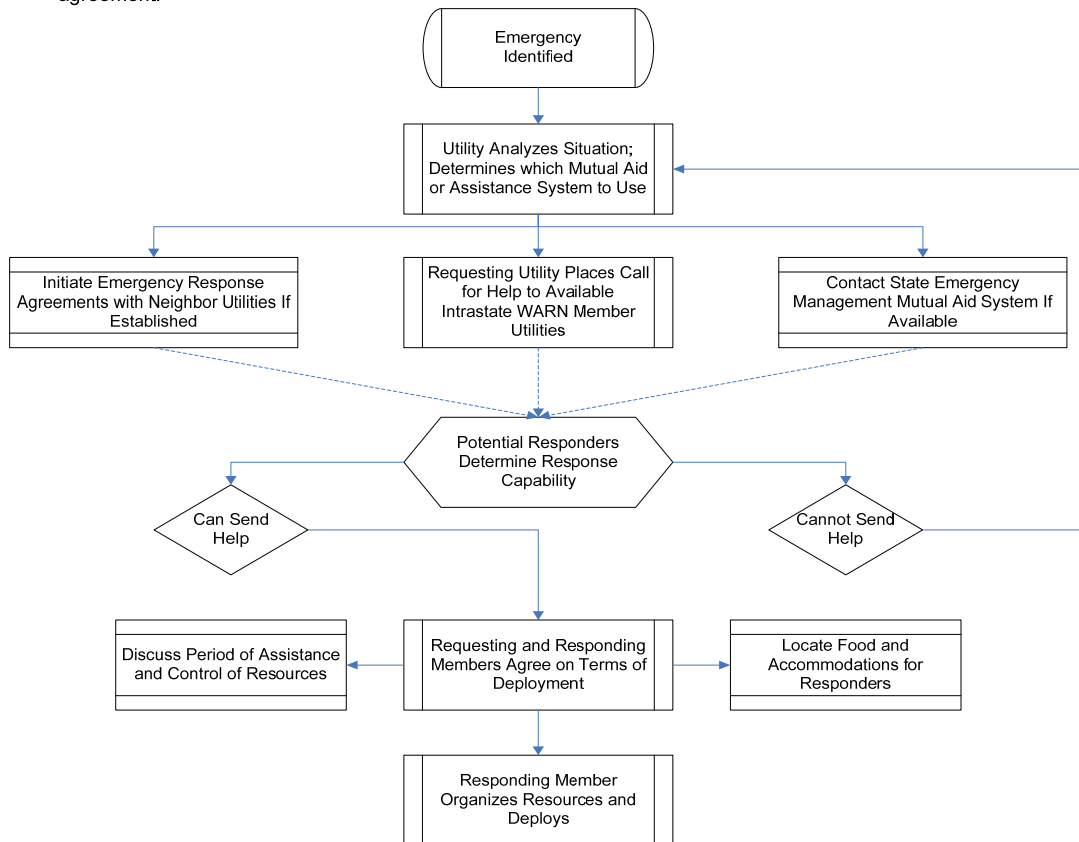 agreement.
Emergency
Identified
Utility Analyzes Situation;
Determines which Mutual Aid
or Assistance System to Use
Initiate Emergency Response
Agreements with Neighbor Utilities If
Established
Requesting Utility Places Call
for Help to Available
Intrastate WARN Member
Utilities
Contact State Emergency
Management Mutual Aid System If
Available
Potential Responders
Determine Response
Capability
Can Send
Help
Cannot Send
Help
Discuss Period of Assistance
and Control of Resources
Requesting and Responding
Members Agree on Terms of
Deployment
Locate Food and
Accommodations for
Responders
Responding Member
Organizes Resources and
Deploys